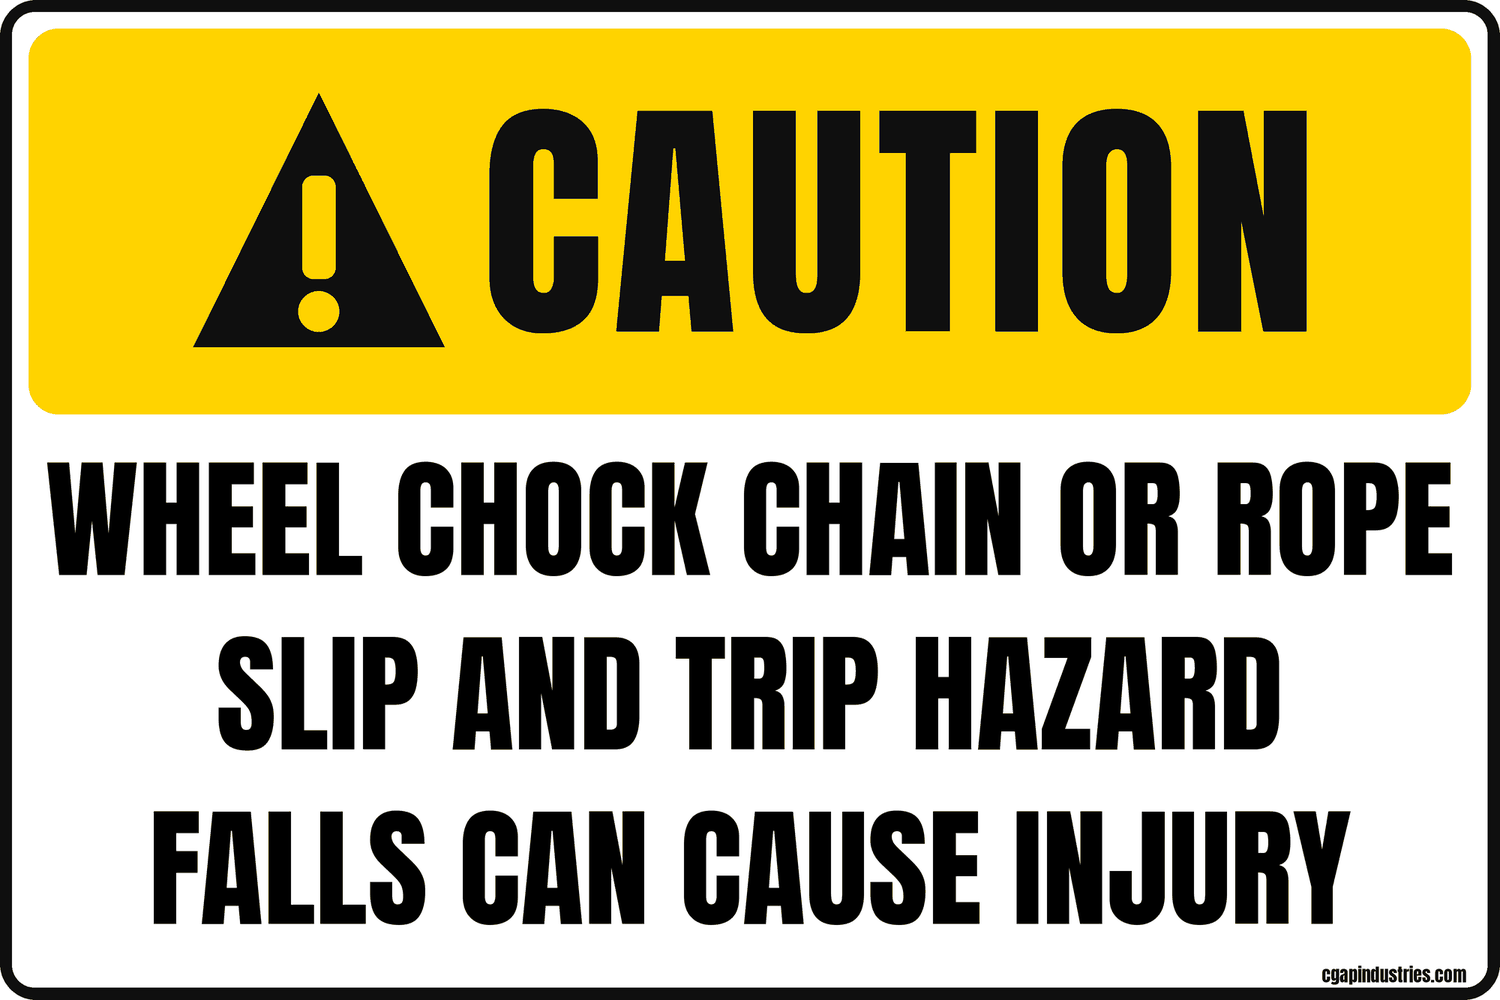 CAUTION
WHEEL CHOCK CHAIN OR ROPE
SLIP AND TRIP HAZARD
FALLS CAN CAUSE INJURY
cgapindustries.com